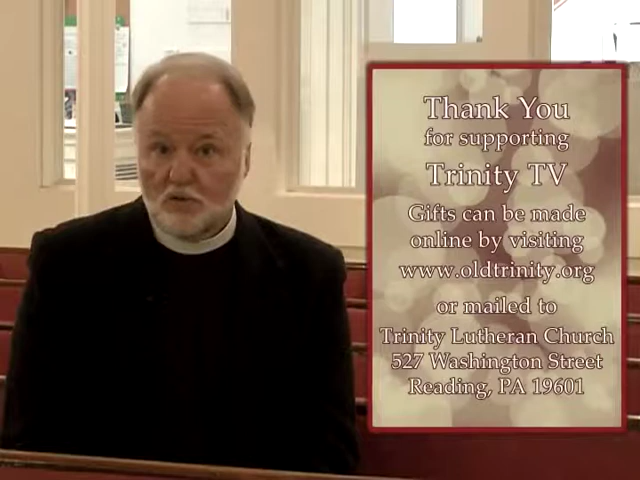 Thank You
for supporting
Trinity TV
Gifts can be made
online by visiting
www.oldtrinity.org
or mailed to
Trinity Lutheran Church
527 Washington Street
Reading, PA 19601